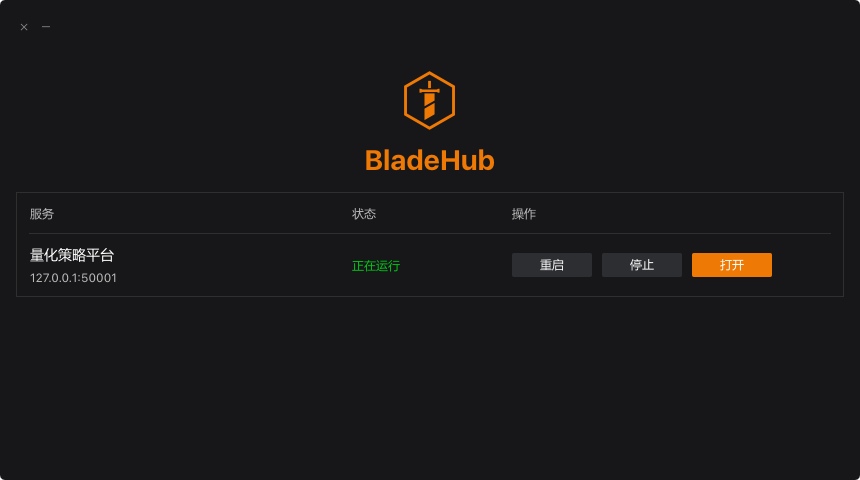 BladeHub
服务 状态 操作
量化策略平台
127.0.0.1:50001
正在运行 重启 停止 打开